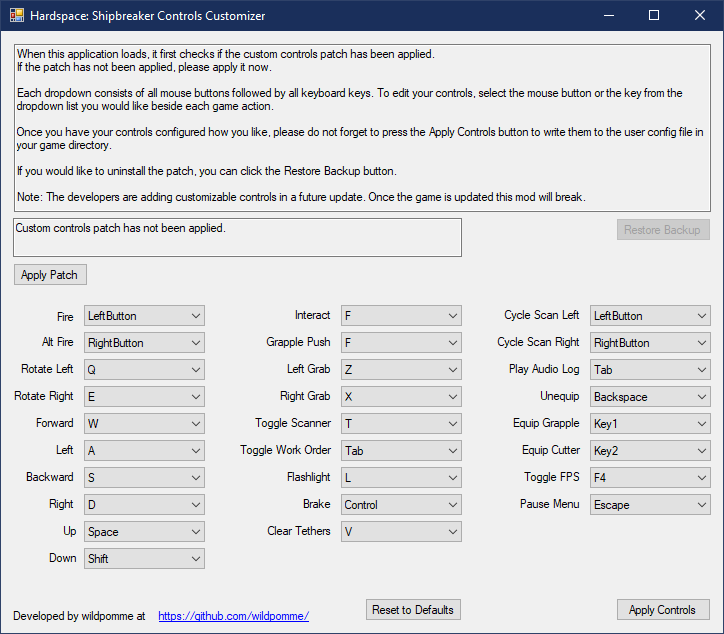 Hardspace: Shipbreaker Controls Customizer
When this application loads, it first checks if the custom controls patch has been applied.
If the patch has not been applied, please apply it now.
Each dropdown consists of all mouse buttons followed by all keyboard keys. To edit your controls, select the mouse button or the key from the
dropdown list you would like beside each game action.
Once you have your controls configured how you like, please do not forget to press the Apply Controls button to write them to the user config file in
your game directory.
If you would like to uninstall the patch, you can click the Restore Backup button.
Note: The developers are adding customizable controls in a future update. Once the game is updated this mod will break.
Custom controls patch has not been applied.
Restore Backup
Apply Patch
Fire LeftButton Interact F Cycle Scan Left LeftButton
Alt Fire RightButton Grapple Push F Cycle Scan Right RightButton
Rotate Left Q Left Grab Z Play Audio Log Tab
Rotate Right E Right Grab X Unequip Backspace
Forward W Toggle Scanner T Equip Grapple Key1
Left A Toggle Work Order Tab Equip Cutter Key2
Backward S Flashlight L Toggle FPS F4
Right D Brake Control Pause Menu Escape
Up Space Clear Tethers V
Down Shift
Developed by wildpomme at https://github.com/wildpomme/ Reset to Defaults Apply Controls